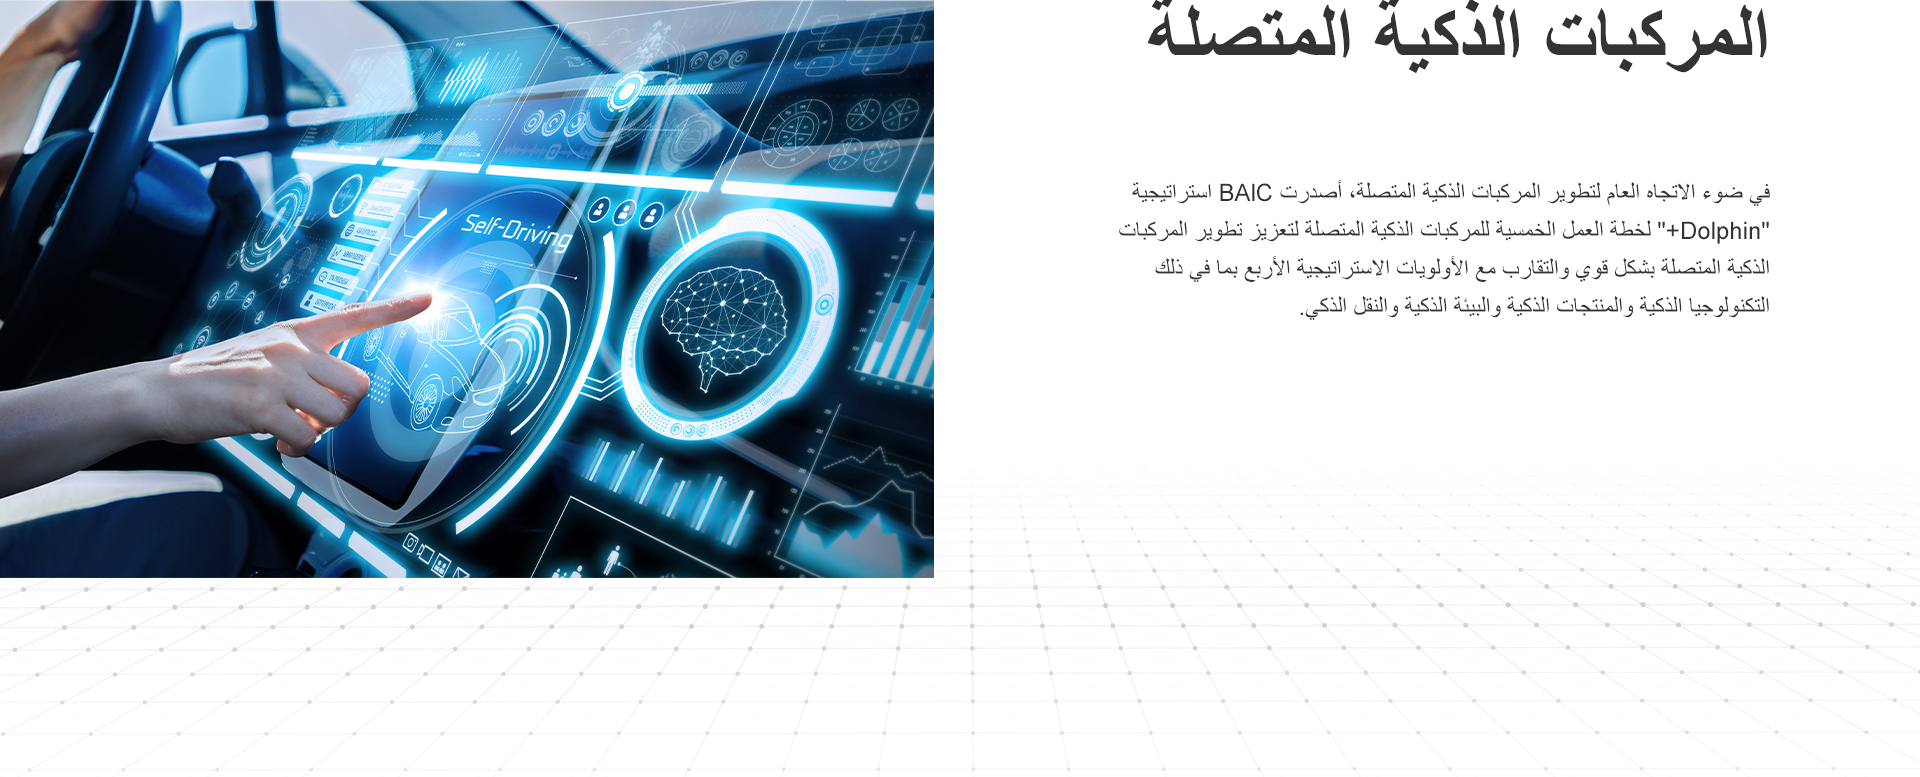 المركبات الذكية المتصلة
في ضوء الاتجاه العام لتطوير المركبات الذكية المتصلة، أصدرت BAIC استراتيجية
"Dolphin+" لخطة العمل الخمسية للمركبات الذكية المتصلة لتعزيز تطوير المركبات
الذكية المتصلة بشكل قوي والتقارب مع الأولويات الاستراتيجية الأربع بما في ذلك
التكنولوجيا الذكية والمنتجات الذكية والبيئة الذكية والنقل الذكي.
Self-Driving